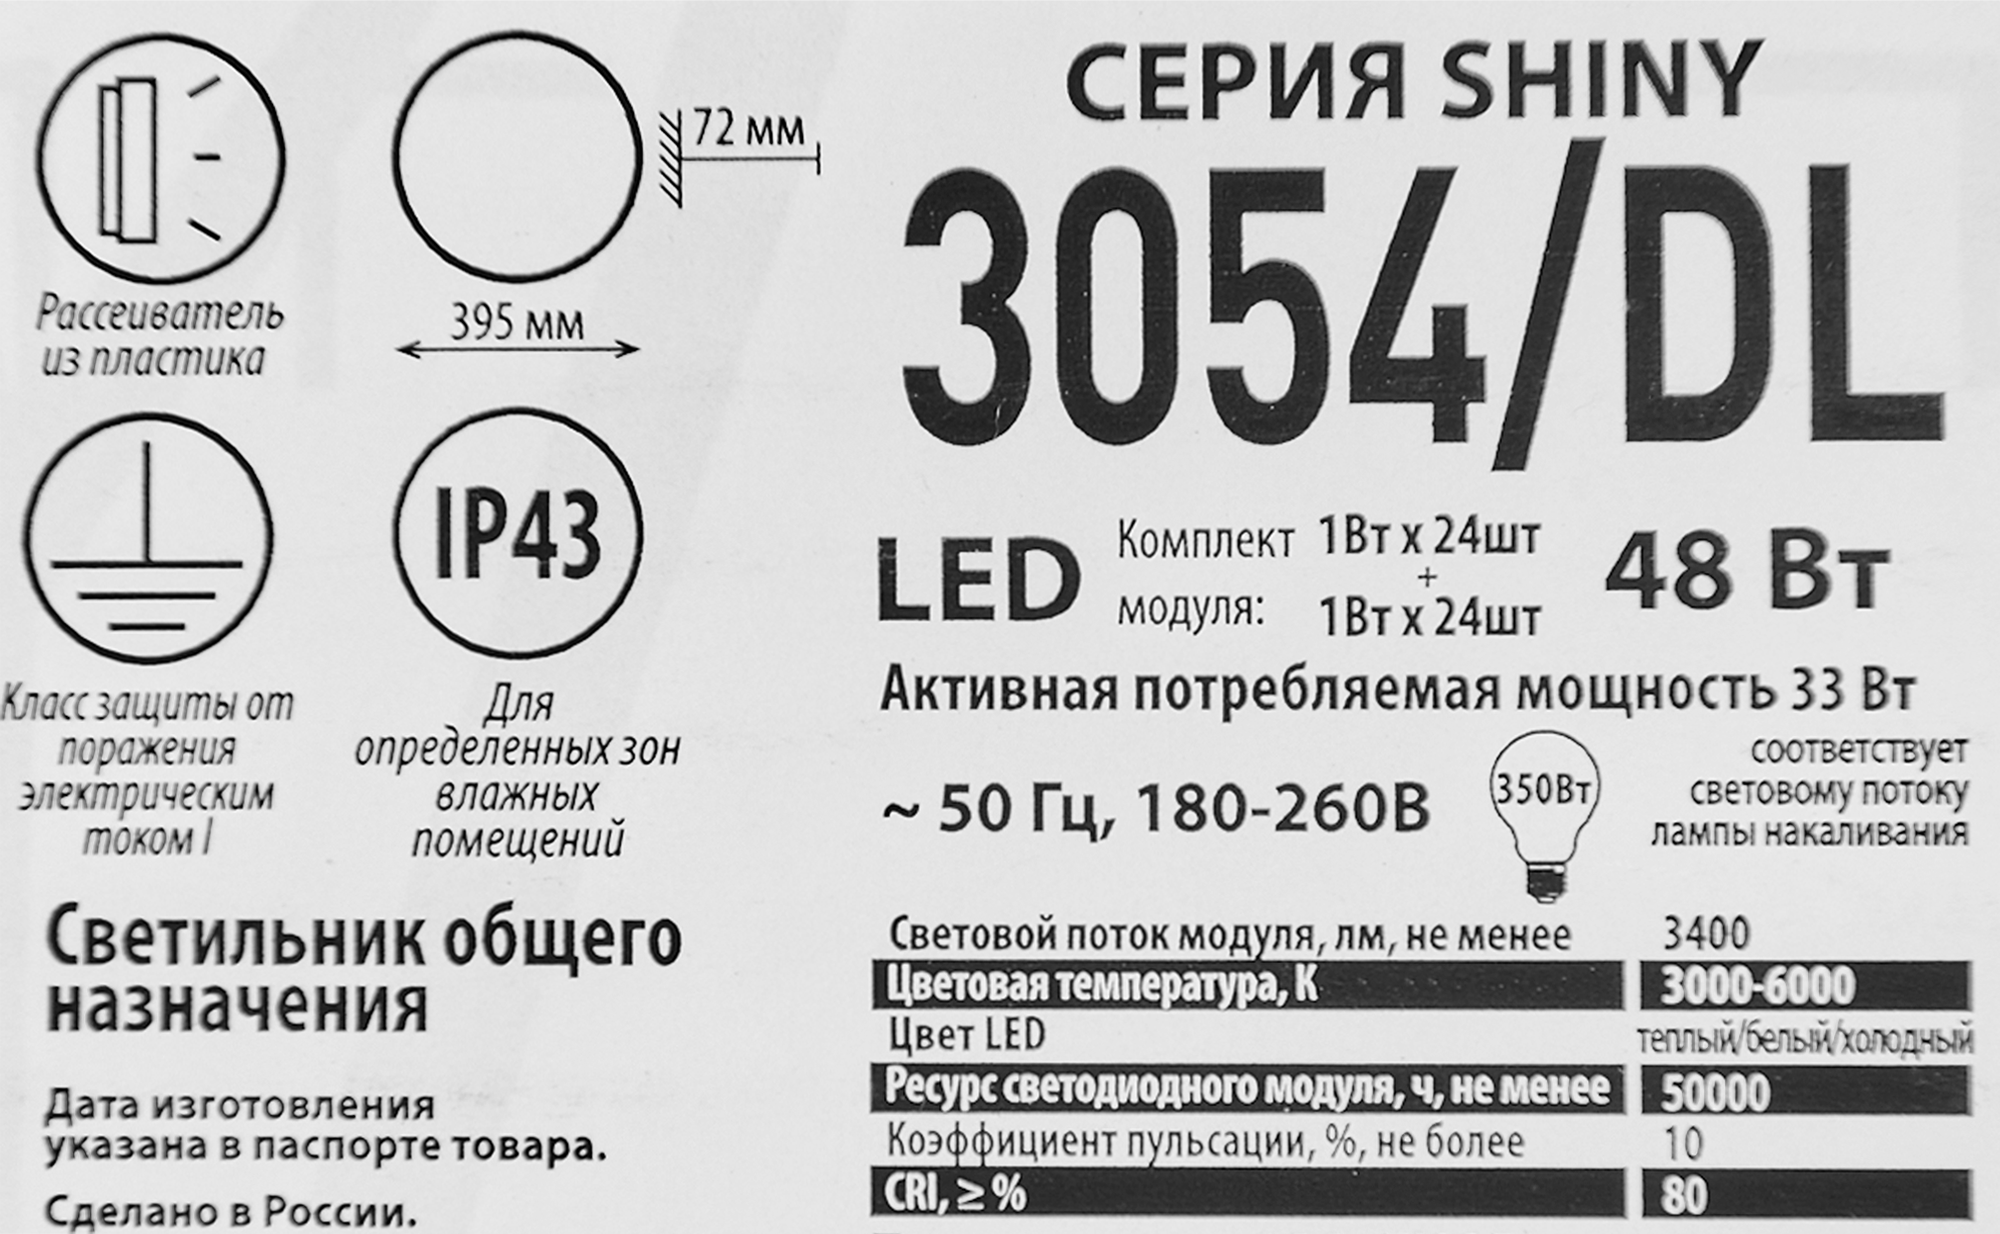 72 мм
395 мм
Рассеиватель
из пластика
IP43
Класс защиты от
поражения
электрическим
током I
Для
определенных зон
влажных
помещений
Светильник общего
назначения
Дата изготовления
указана в паспорте товара.
Сделано в России.
СЕРИЯ SHINY
3054/DL
LED Комплект модуля: 1Вт x 24шт + 1Вт x 24шт 48 Вт
Активная потребляемая мощность 33 Вт
~ 50 Гц, 180-260В
350Вт
соответствует
световому потоку
лампы накаливания
Световой поток модуля, лм, не менее 3400
Цветовая температура, К 3000-6000
Цвет LED теплый/белый/холодный
Ресурс светодиодного модуля, ч, не менее 50000
Коэффициент пульсации, %, не более 10
CRI, ≥ % 80